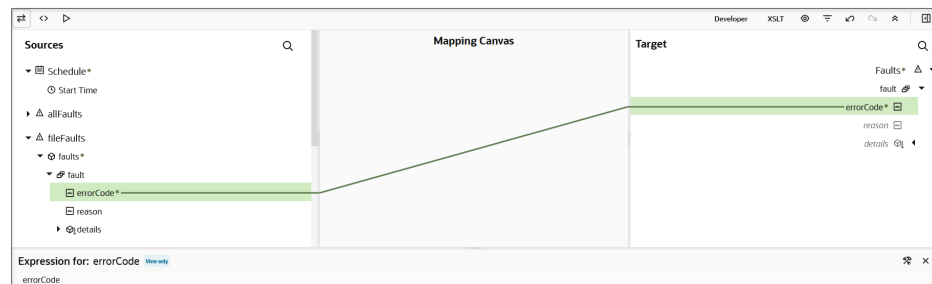 Developer XSLT
Sources
Mapping Canvas
Target
Schedule*
Start Time
allFaults
fileFaults
faults*
fault
errorCode*
reason
details
Faults*
fault
errorCode*
reason
details
Expression for: errorCode View only
errorCode